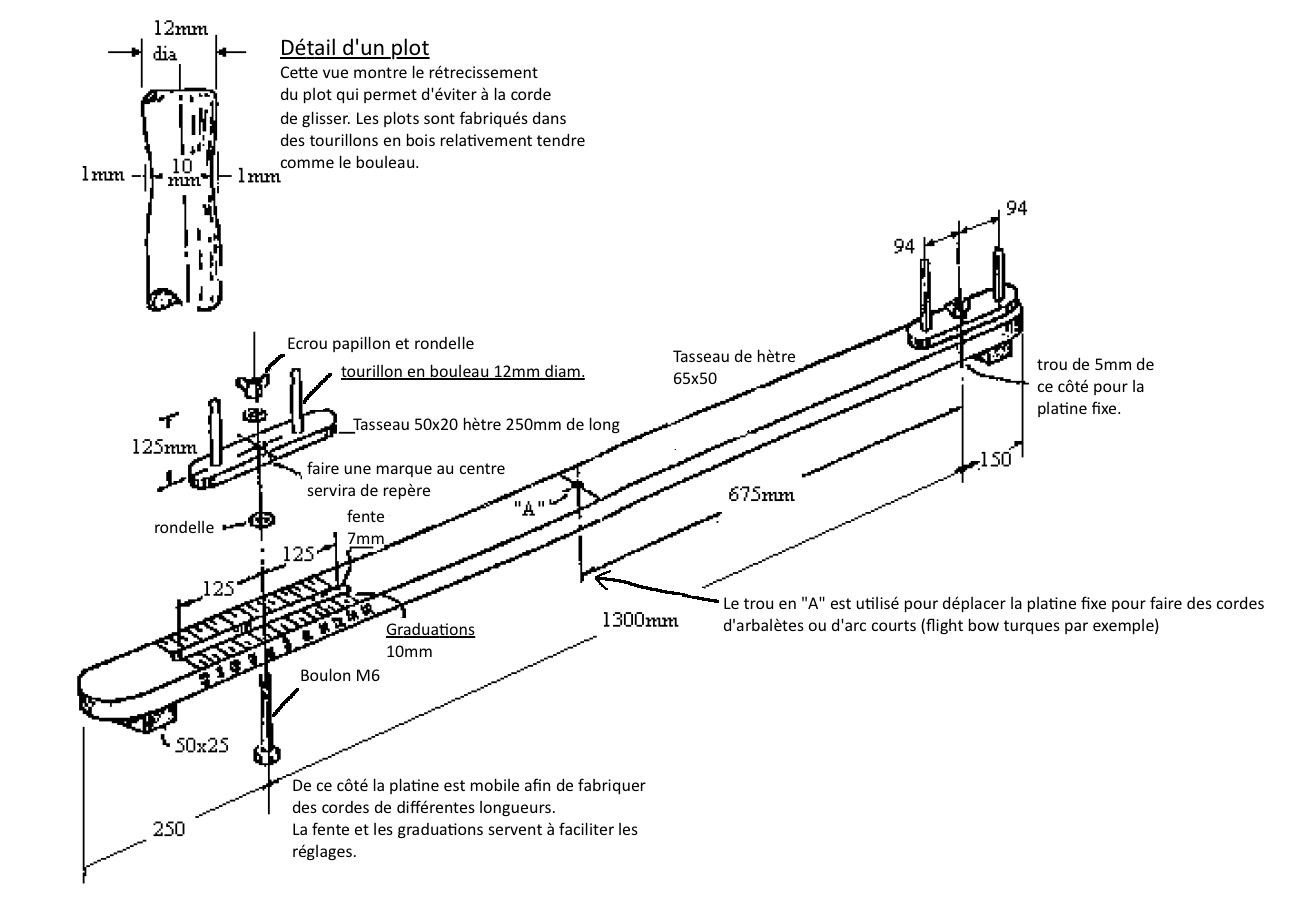 12mm
dia
Détail d'un plot
Cette vue montre le rétrecissement
du plot qui permet d'éviter à la corde
de glisser. Les plots sont fabriqués dans
des tourillons en bois relativement tendre
comme le bouleau.
1mm
10
mm
1mm
94
94
Ecrou papillon et rondelle
tourillon en bouleau 12mm diam.
Tasseau de hètre
65x50
trou de 5mm de
ce côté pour la
platine fixe.
125mm
Tasseau 50x20 hètre 250mm de long
faire une marque au centre
servira de repère
150
675mm
"A"
rondelle
fente
7mm
125
125
Le trou en "A" est utilisé pour déplacer la platine fixe pour faire des cordes
d'arbalètes ou d'arc courts (flight bow turques par exemple)
1300mm
Graduations
10mm
Boulon M6
50x25
De ce côté la platine est mobile afin de fabriquer
des cordes de différentes longueurs.
La fente et les graduations servent à faciliter les
réglages.
250